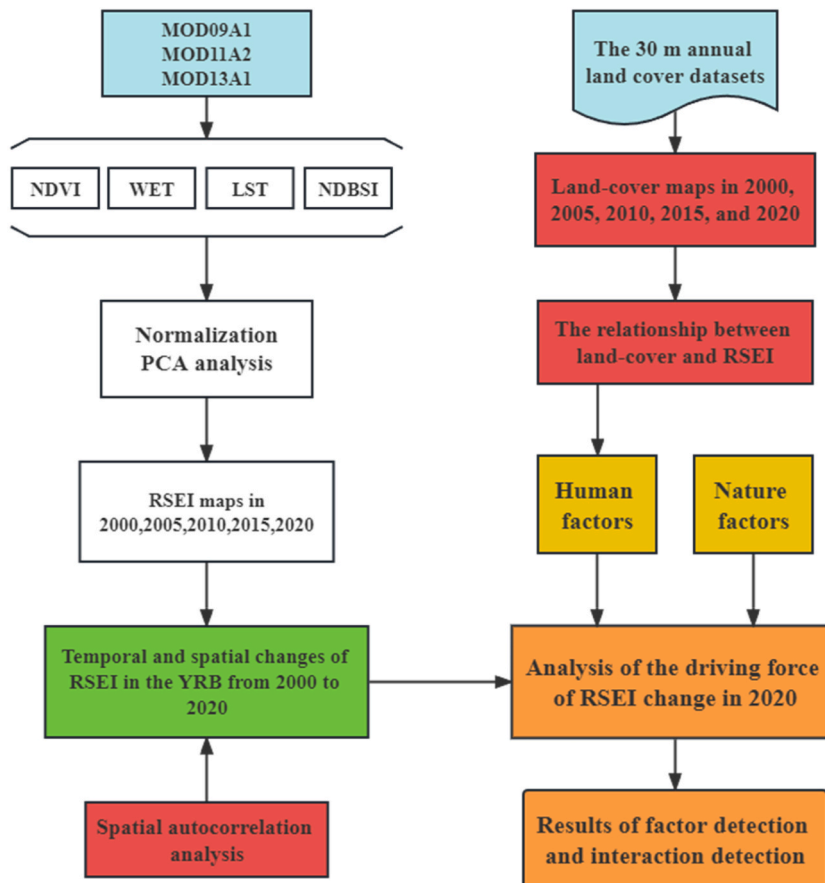 MOD09A1
MOD11A2
MOD13A1
NDVI
WET
LST
NDBSI
Normalization
PCA analysis
RSEI maps in
2000,2005,2010,2015,2020
Temporal and spatial changes of
RSEI in the YRB from 2000 to
2020
Spatial autocorrelation
analysis
The 30 m annual
land cover datasets
Land-cover maps in 2000,
2005, 2010, 2015, and 2020
The relationship between
land-cover and RSEI
Human
factors
Nature
factors
Analysis of the driving force
of RSEI change in 2020
Results of factor detection
and interaction detection